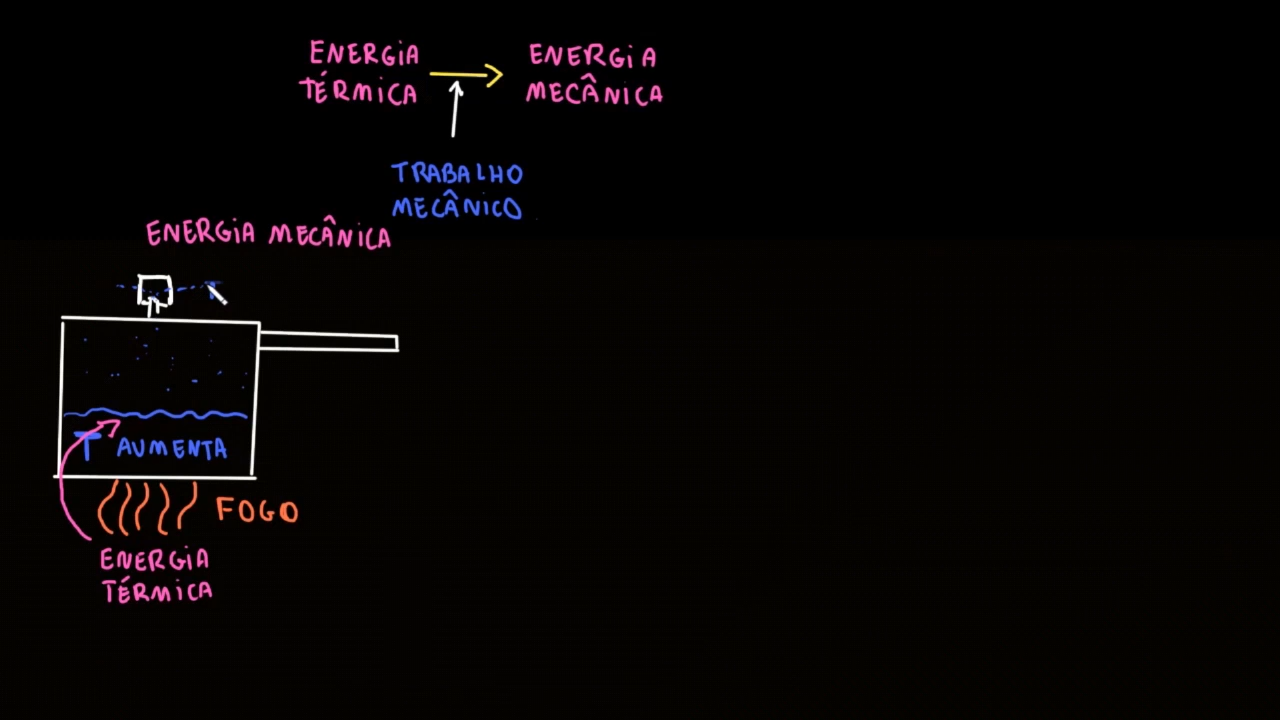 ENERGIA
TÉRMICA
ENERGIA
MECÂNICA
TRABALHO
MECÂNICO
ENERGIA MECÂNICA
T AUMENTA
FOGO
ENERGIA
TÉRMICA